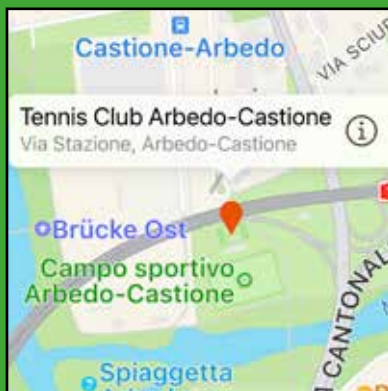 Castione-Arbedo
VIA SCIU
Tennis Club Arbedo-Castione
Via Stazione, Arbedo-Castione
Brücke Ost
Campo sportivo
Arbedo-Castione
CANTONAL
Spiaggetta